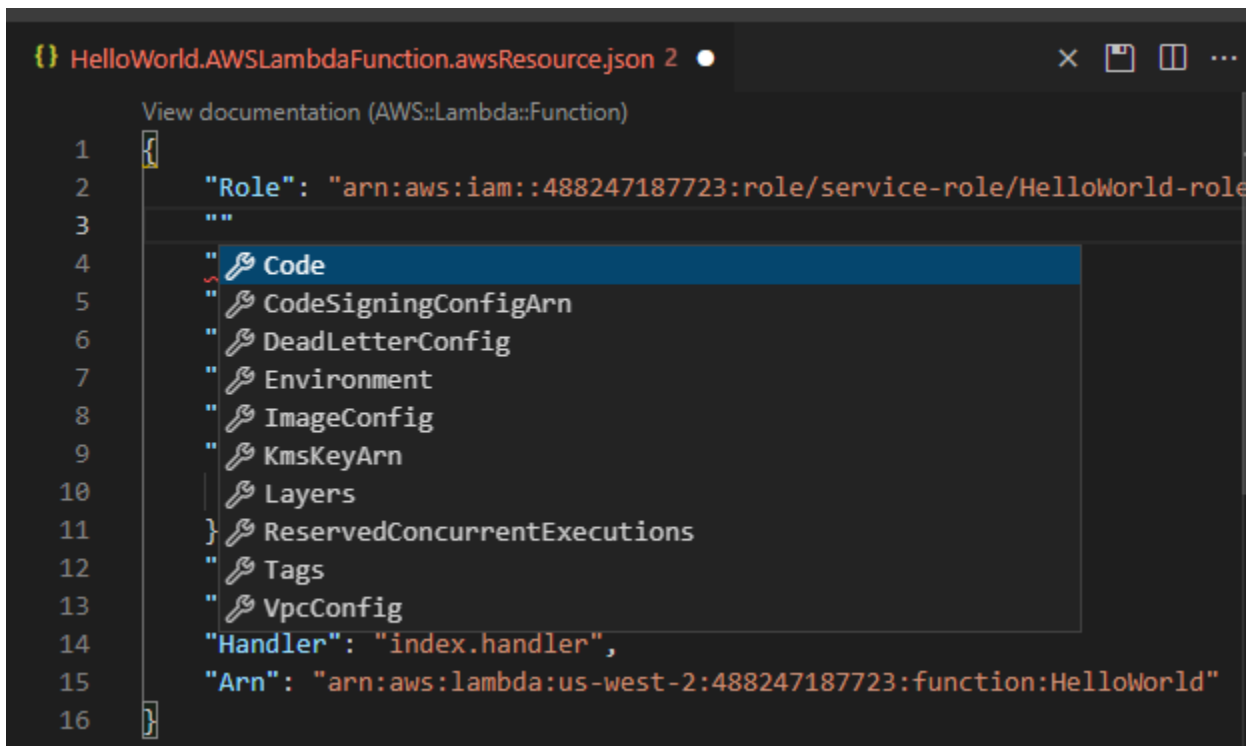 {} HelloWorld.AWSLambdaFunction.awsResource.json 2
View documentation (AWS::Lambda::Function)
1 {
2 "Role": "arn:aws:iam::488247187723:role/service-role/HelloWorld-role
3 ""
4 " Code
5 " CodeSigningConfigArn
6 " DeadLetterConfig
7 " Environment
8 " ImageConfig
9 " KmsKeyArn
10 Layers
11 } ReservedConcurrentExecutions
12 " Tags
13 " VpcConfig
14 "Handler": "index.handler",
15 "Arn": "arn:aws:lambda:us-west-2:488247187723:function:HelloWorld"
16 }